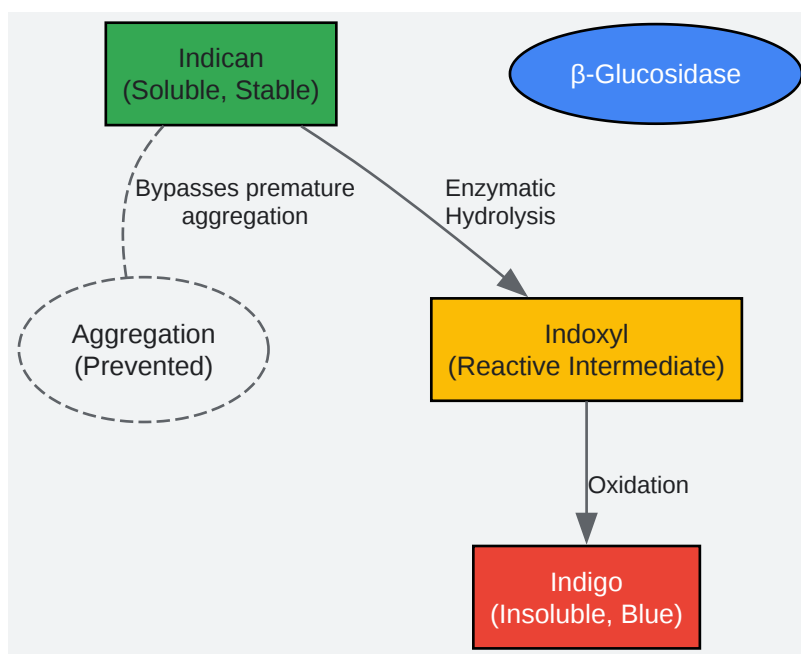 Indican
(Soluble, Stable)
β-Glucosidase
Bypasses premature
aggregation
Enzymatic
Hydrolysis
Aggregation
(Prevented)
Indoxyl
(Reactive Intermediate)
Oxidation
Indigo
(Insoluble, Blue)